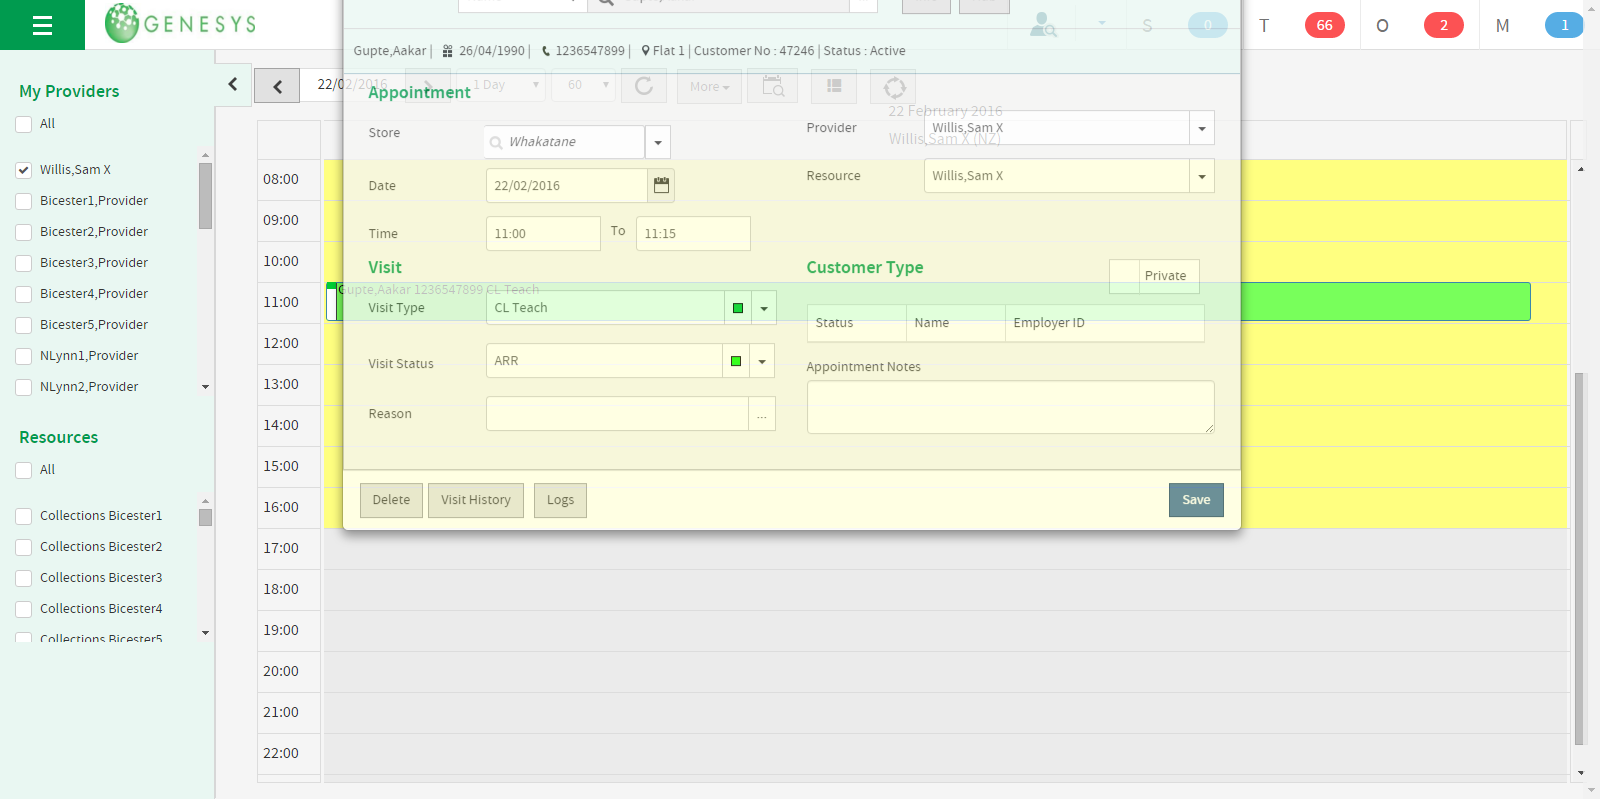 GENESYS
S 0 T 66 O 2 M 1
Gupte,Aakar | 26/04/1990 | 1236547899 | Flat 1 | Customer No : 47246 | Status : Active
My Providers
All
Willis,Sam X
Bicester1,Provider
Bicester2,Provider
Bicester3,Provider
Bicester4,Provider
Bicester5,Provider
NLynn1,Provider
NLynn2,Provider
Resources
All
Collections Bicester1
Collections Bicester2
Collections Bicester3
Collections Bicester4
Collections Bicester5
22/02/2016
1 Day
60
More
22 February 2016
Willis,Sam X (NZ)
08:00
09:00
10:00
11:00
12:00
13:00
14:00
15:00
16:00
17:00
18:00
19:00
20:00
21:00
22:00
Gupte,Aakar 1236547899 CL Teach
Appointment
Store Whakatane
Date 22/02/2016
Time 11:00 To 11:15
Provider Willis,Sam X
Resource Willis,Sam X
Visit
Visit Type CL Teach
Visit Status ARR
Reason ...
Customer Type Private
Status Name Employer ID
Appointment Notes
Delete Visit History Logs Save